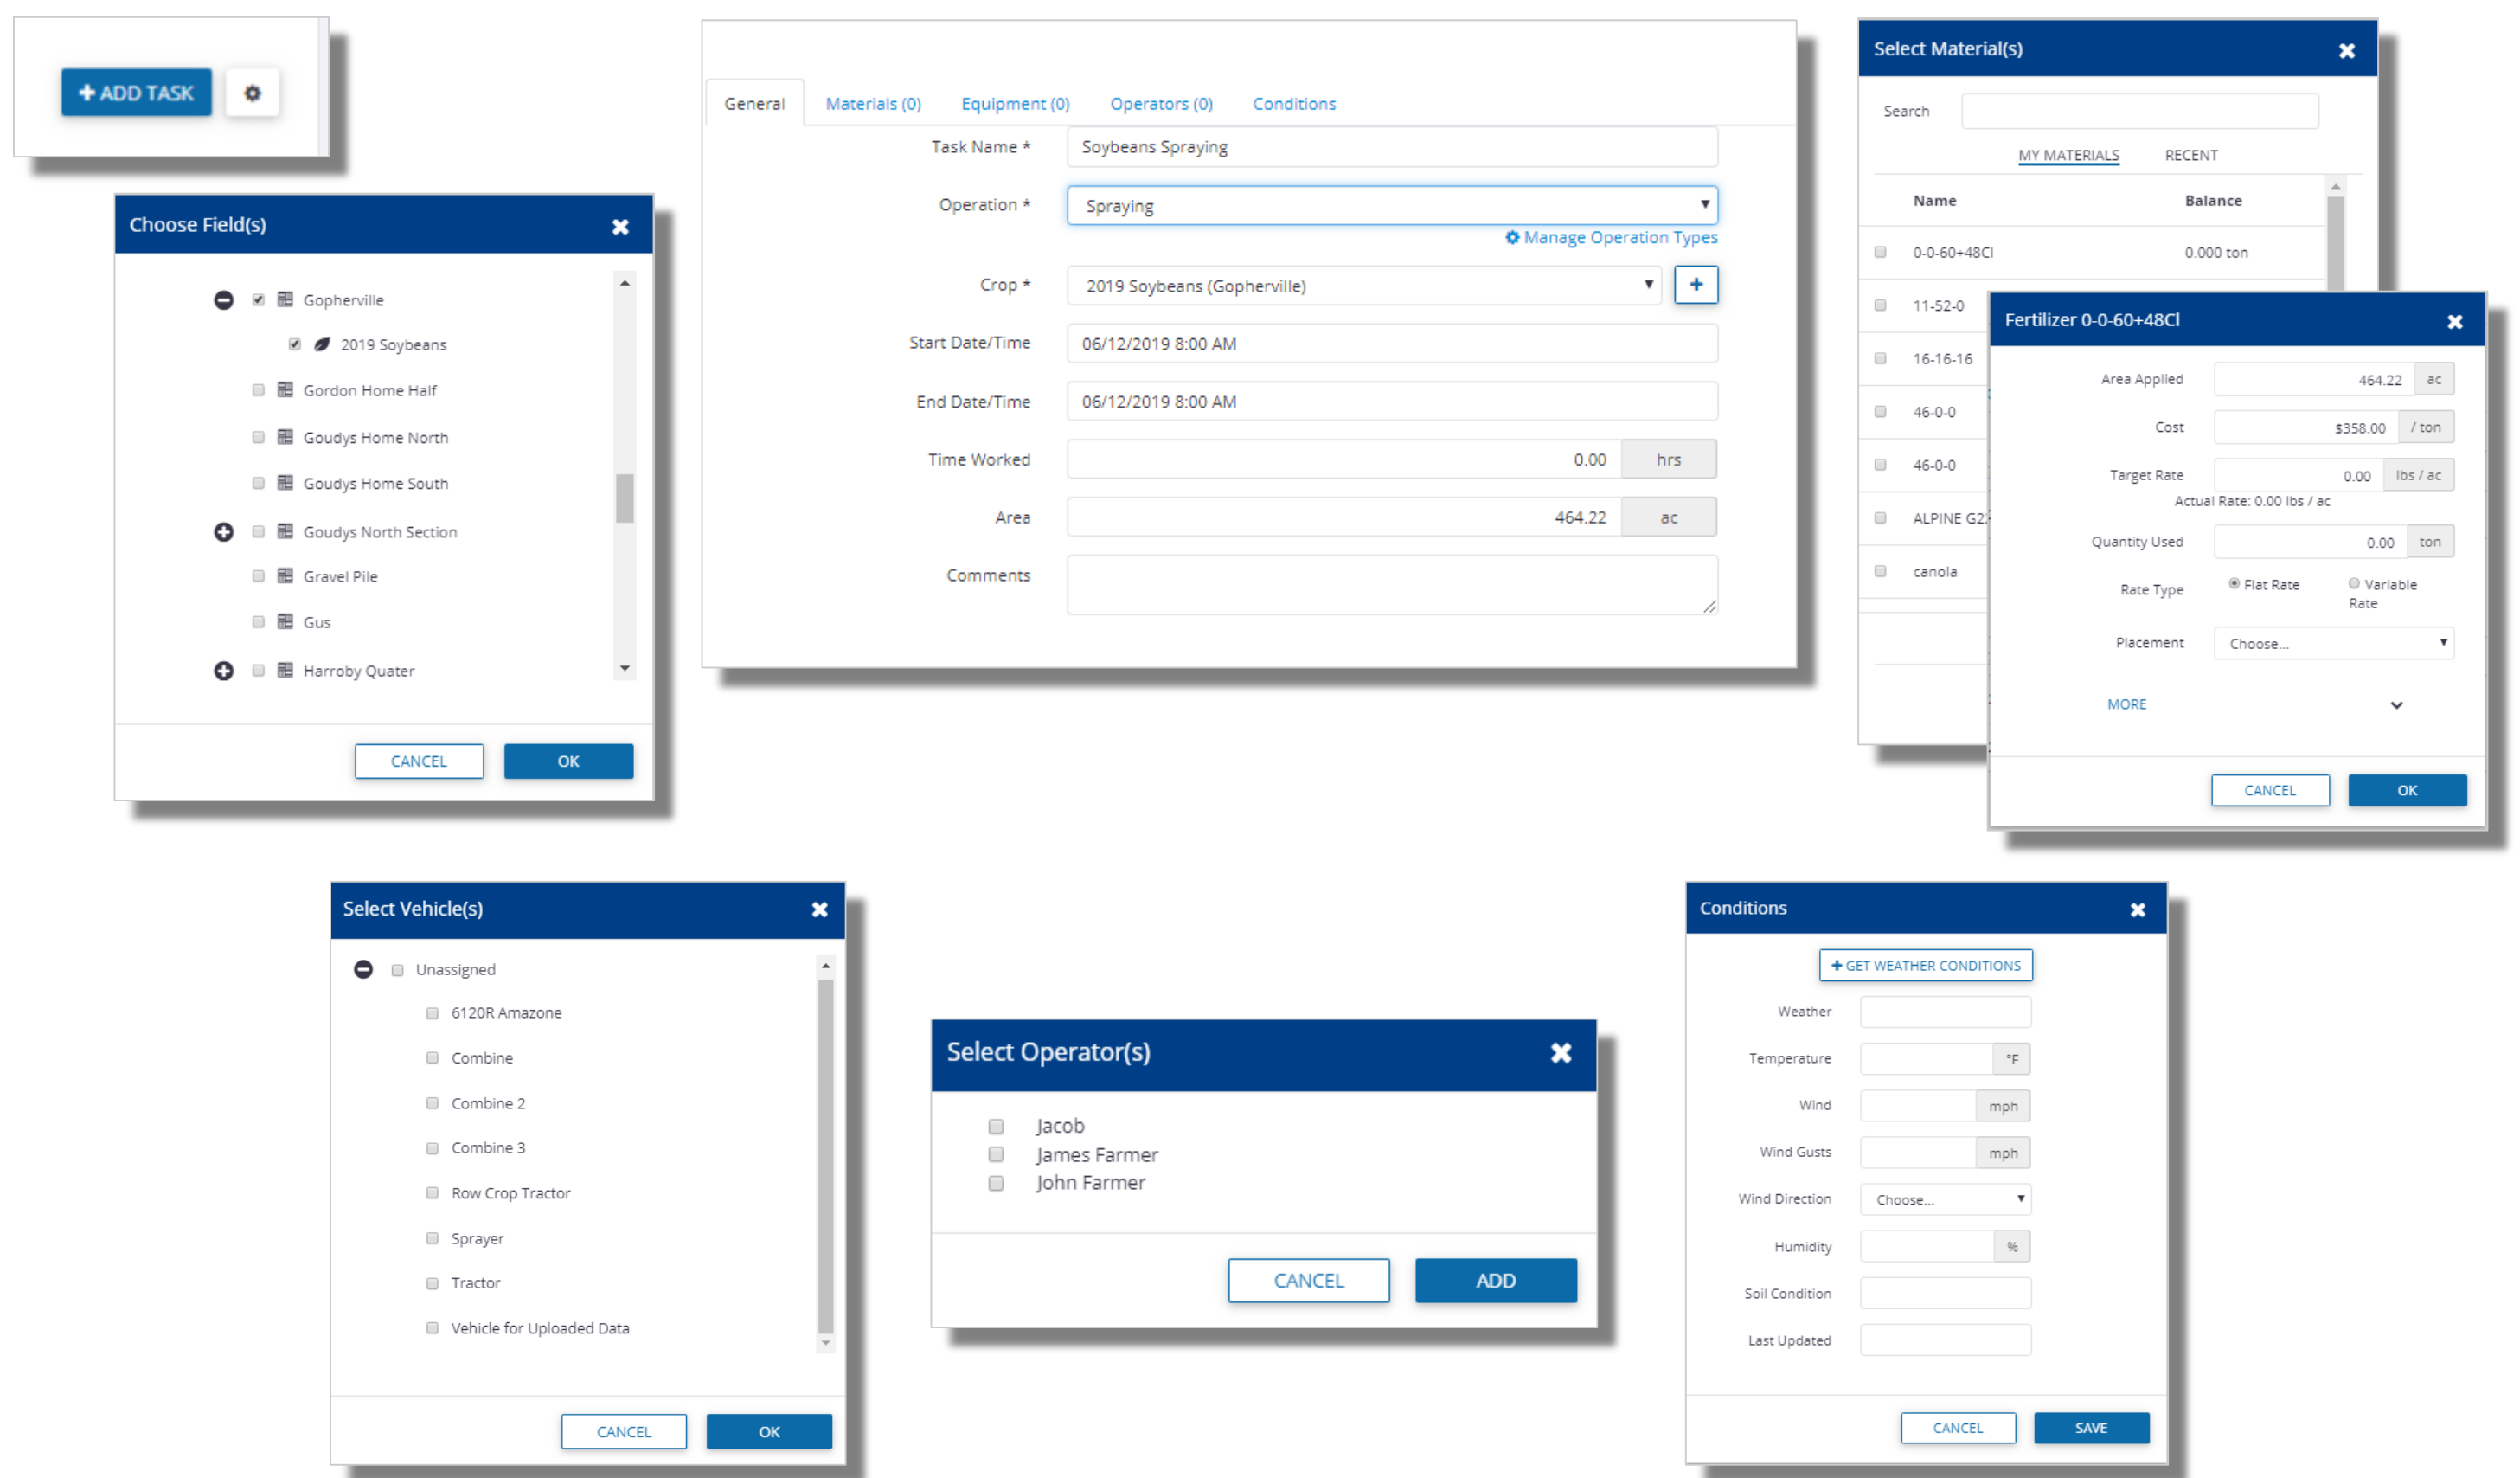 + ADD TASK
Choose Field(s)
Gopherville
2019 Soybeans
Gordon Home Half
Goudys Home North
Goudys Home South
Goudys North Section
Gravel Pile
Gus
Harroby Quater
CANCEL OK
General Materials (0) Equipment (0) Operators (0) Conditions
Task Name * Soybeans Spraying
Operation * Spraying
Manage Operation Types
Crop * 2019 Soybeans (Gopherville) +
Start Date/Time 06/12/2019 8:00 AM
End Date/Time 06/12/2019 8:00 AM
Time Worked 0.00 hrs
Area 464.22 ac
Comments
Select Material(s)
Search
MY MATERIALS RECENT
Name Balance
0-0-60+48Cl 0.000 ton
11-52-0
16-16-16
46-0-0
46-0-0
ALPINE
canola
Fertilizer 0-0-60+48Cl
Area Applied 464.22 ac
Cost $358.00 / ton
Target Rate 0.00 lbs / ac
Actual Rate: 0.00 lbs / ac
Quantity Used 0.00 ton
Rate Type Flat Rate Variable
Rate
Placement Choose...
MORE
CANCEL OK
Select Vehicle(s)
Unassigned
6120R Amazone
Combine
Combine 2
Combine 3
Row Crop Tractor
Sprayer
Tractor
Vehicle for Uploaded Data
CANCEL OK
Select Operator(s)
Jacob
James Farmer
John Farmer
CANCEL ADD
Conditions
+ GET WEATHER CONDITIONS
Weather
Temperature °F
Wind mph
Wind Gusts mph
Wind Direction Choose...
Humidity %
Soil Condition
Last Updated
CANCEL SAVE